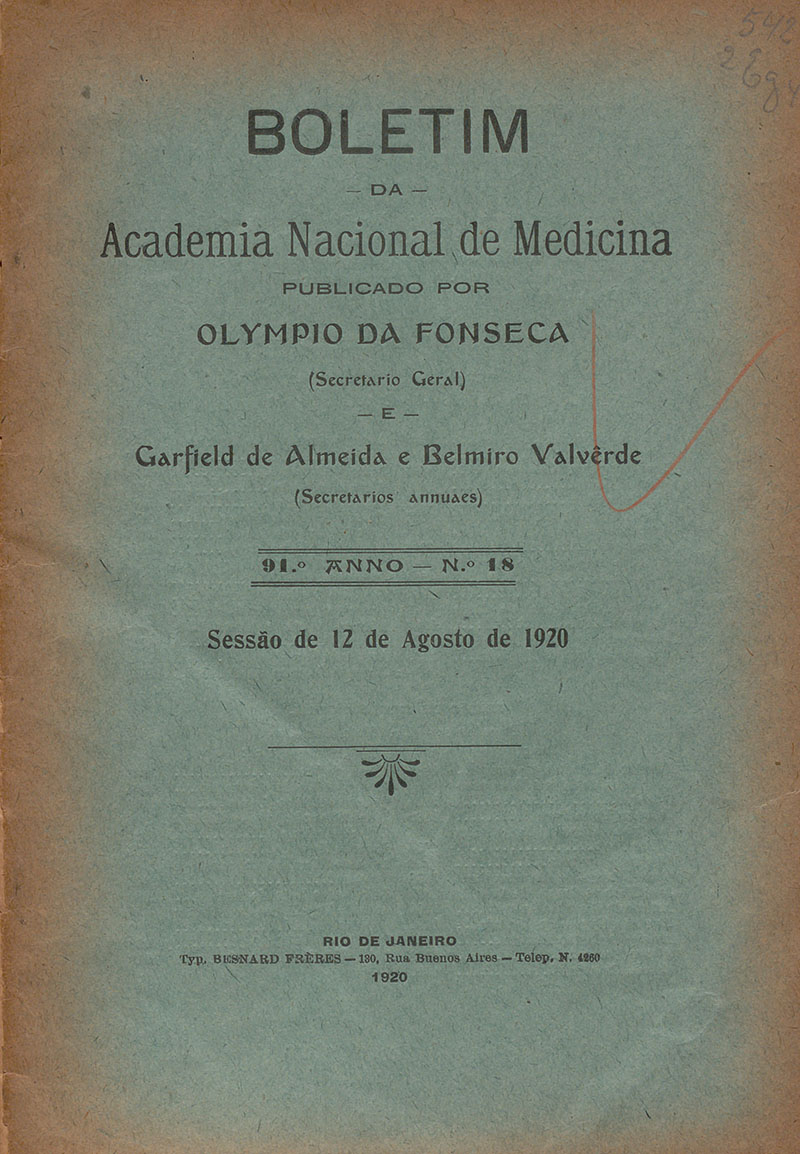 BOLETIM
— DA —
Academia Nacional de Medicina
PUBLICADO POR
OLYMPIO DA FONSECA
(Secretario Geral)
— E —
Garfield de Almeida e Belmiro Valvêrde
(Secretarios annuaes)
91.º ANNO — N.º 18
Sessão de 12 de Agosto de 1920
RIO DE JANEIRO
Typ. BESNARD FRÈRES — 130, Rua Buenos Aires — Telep. N. 4260
1920